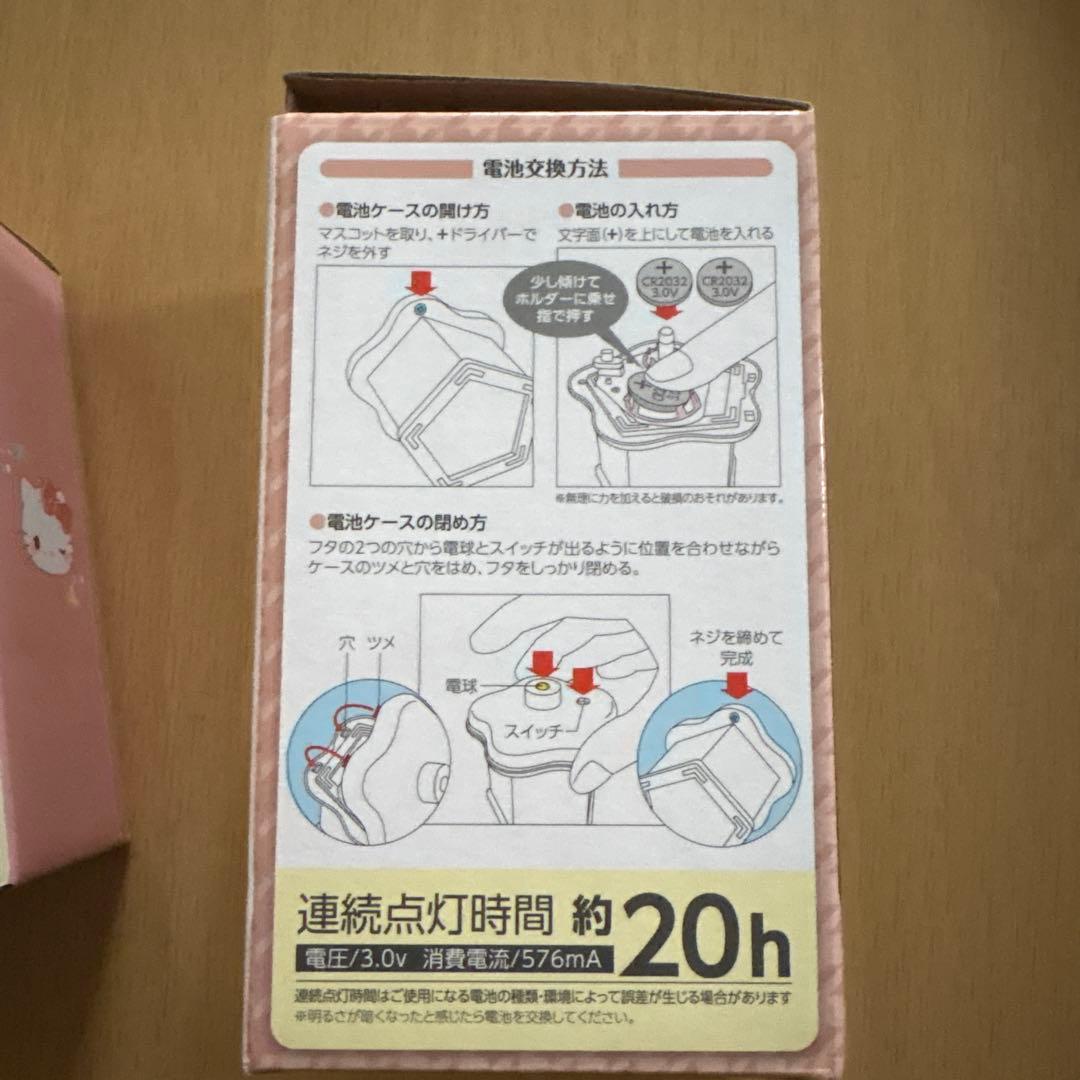 電池交換方法
●電池ケースの開け方
マスコットを取り、+ドライバーで
ネジを外す
●電池の入れ方
文字面(+)を上にして電池を入れる
少し傾けて
ホルダーに乗せ
指で押す
+
CR2032
3.0V
+
CR2032
3.0V
※無理に力を加えると破損のおそれがあります。
●電池ケースの閉め方
フタの2つの穴から電球とスイッチが出るように位置を合わせながら
ケースのツメと穴をはめ、フタをしっかり閉める。
穴 ツメ
電球
スイッチ
ネジを締めて
完成
連続点灯時間 約20h
電圧/3.0v 消費電流/576mA
連続点灯時間はご使用になる電池の種類・環境によって誤差が生じる場合があります
※明るさが暗くなったと感じたら電池を交換してください。